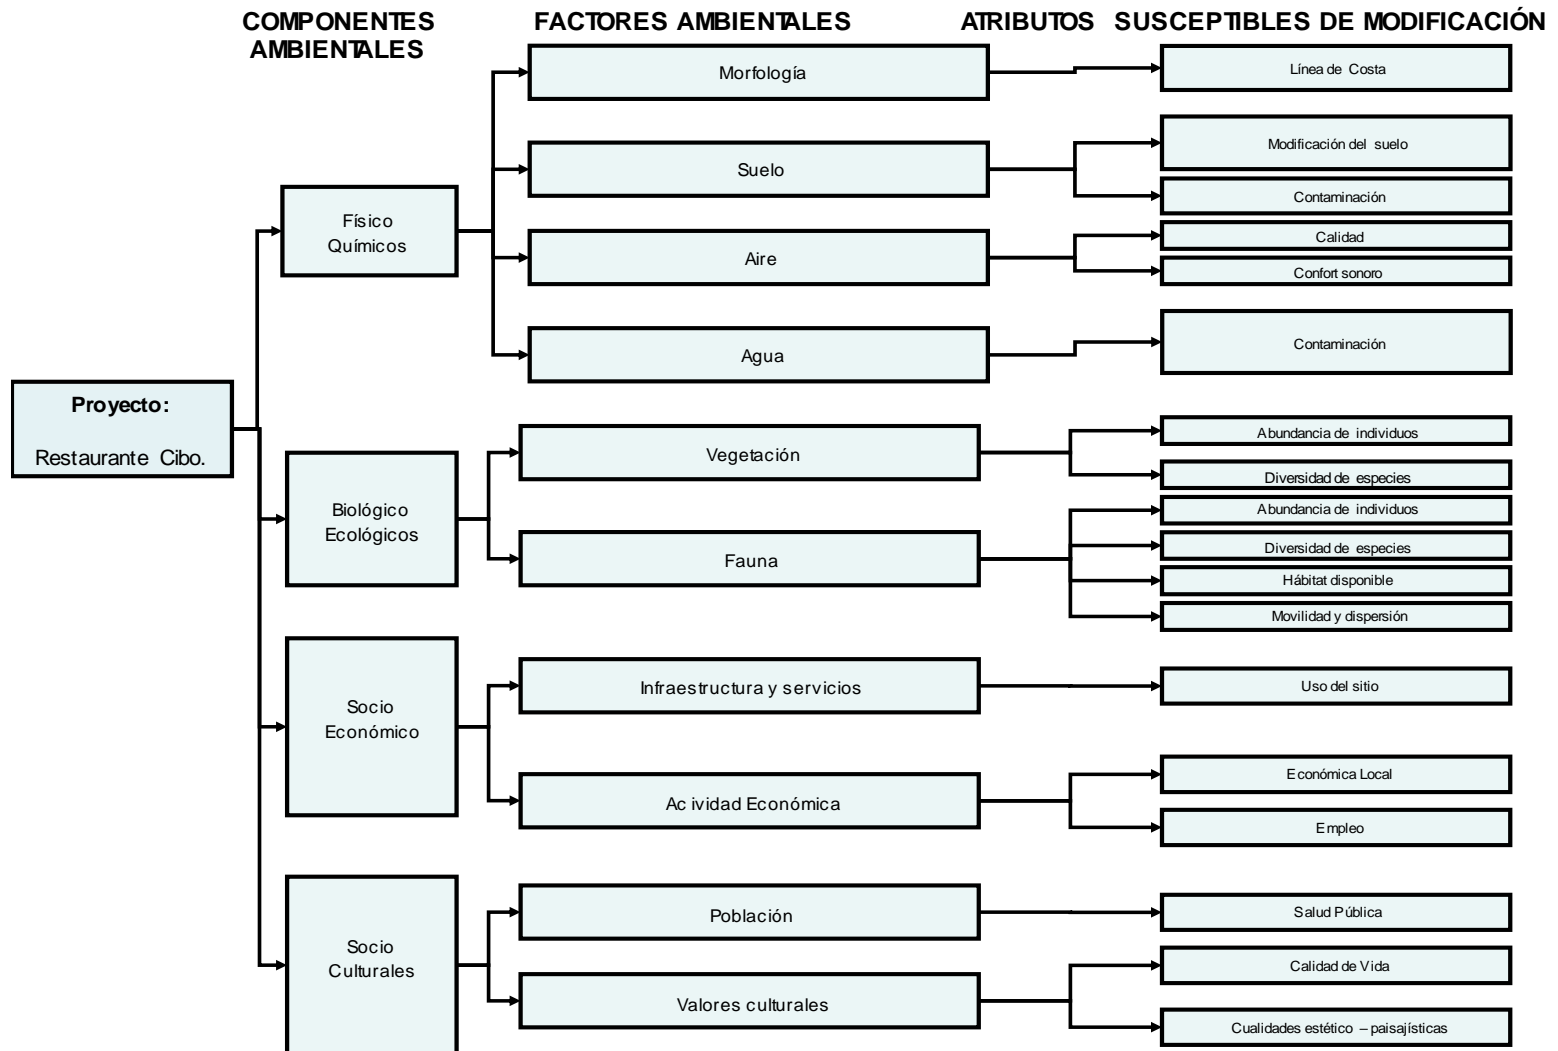 COMPONENTES
AMBIENTALES
FACTORES AMBIENTALES
ATRIBUTOS SUSCEPTIBLES DE MODIFICACIÓN
Proyecto:
Restaurante Cibo.
Físico
Químicos
Morfología
Línea de Costa
Suelo
Modificación del suelo
Contaminación
Aire
Calidad
Confort sonoro
Agua
Contaminación
Biológico
Ecológicos
Vegetación
Abundancia de individuos
Diversidad de especies
Fauna
Abundancia de individuos
Diversidad de especies
Hábitat disponible
Movilidad y dispersión
Socio
Económico
Infraestructura y servicios
Uso del sitio
Ac ividad Económica
Económica Local
Empleo
Socio
Culturales
Población
Salud Pública
Valores culturales
Calidad de Vida
Cualidades estético – paisajísticas